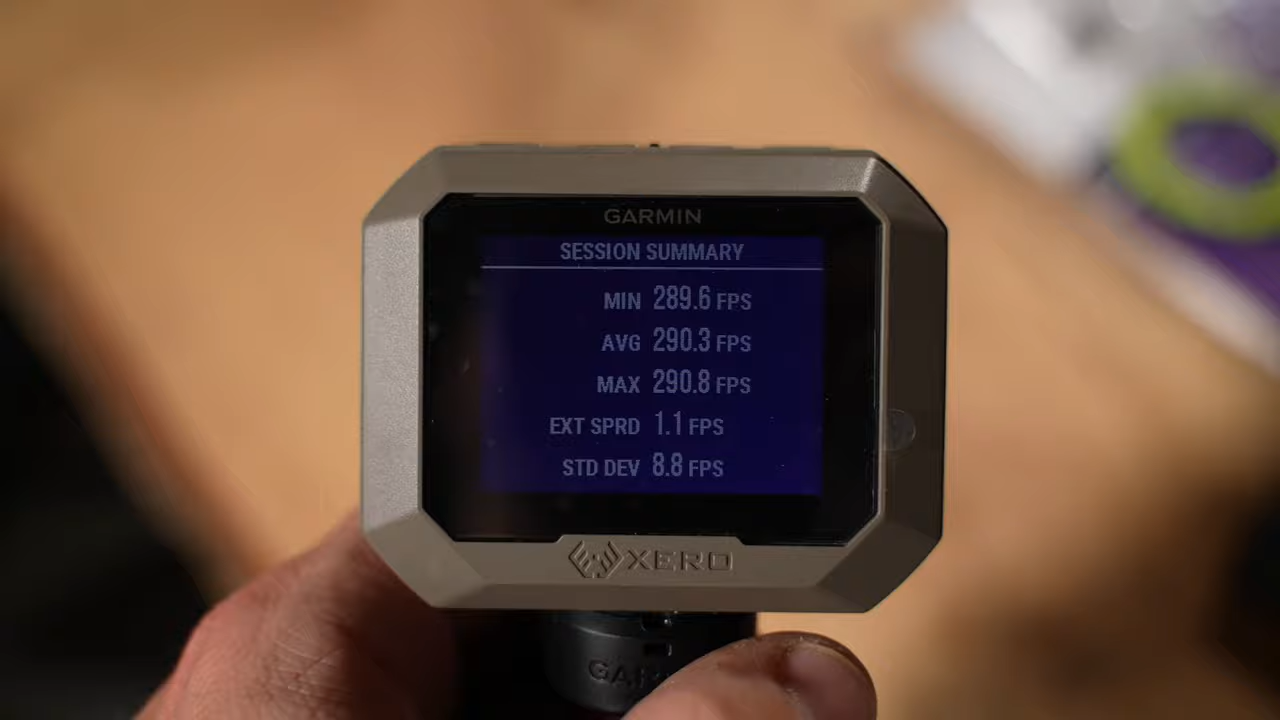 GARMIN
SESSION SUMMARY
MIN 289.6 FPS
AVG 290.3 FPS
MAX 290.8 FPS
EXT SPRD 1.1 FPS
STD DEV 8.8 FPS
XERO